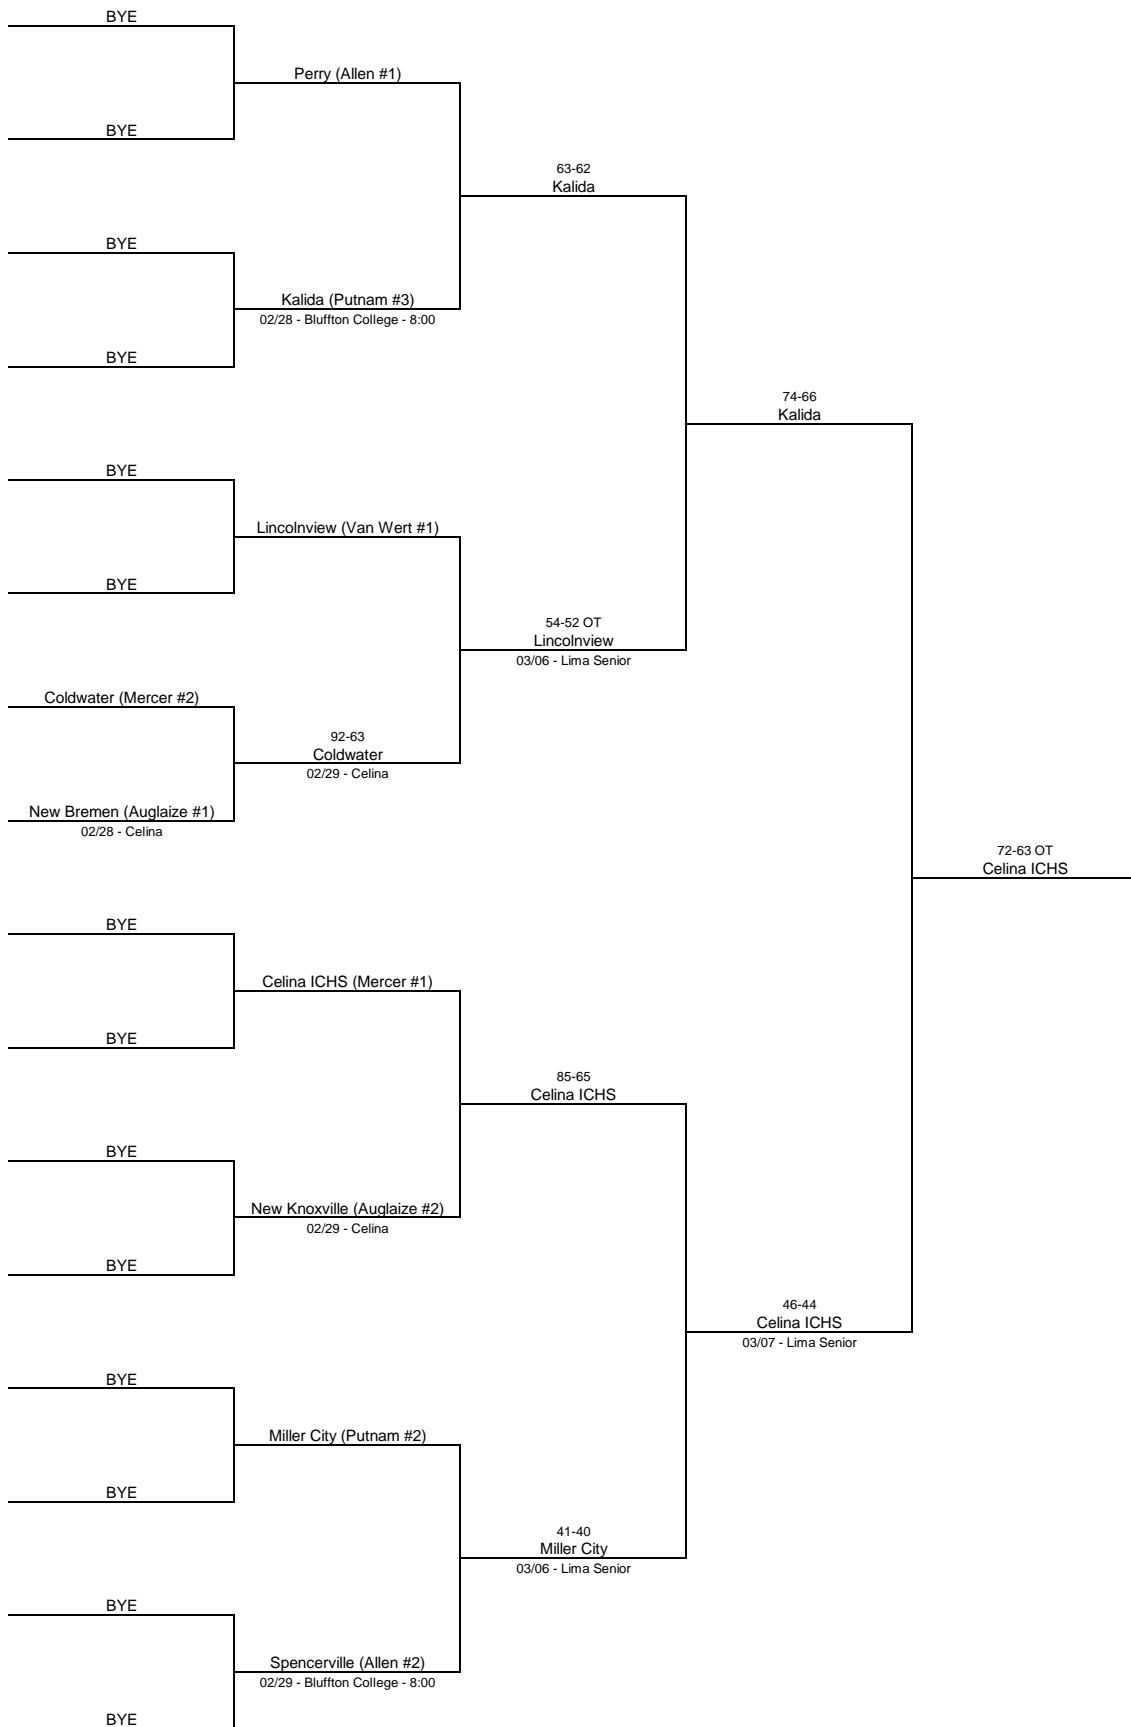 BYE
Perry (Allen #1)
BYE
63-62
Kalida
BYE
Kalida (Putnam #3)
02/28 - Bluffton College - 8:00
BYE
74-66
Kalida
BYE
Lincolnview (Van Wert #1)
BYE
54-52 OT
Lincolnview
03/06 - Lima Senior
Coldwater (Mercer #2)
92-63
Coldwater
02/29 - Celina
New Bremen (Auglaize #1)
02/28 - Celina
72-63 OT
Celina ICHS
BYE
Celina ICHS (Mercer #1)
BYE
85-65
Celina ICHS
BYE
New Knoxville (Auglaize #2)
02/29 - Celina
BYE
46-44
Celina ICHS
03/07 - Lima Senior
BYE
Miller City (Putnam #2)
BYE
41-40
Miller City
03/06 - Lima Senior
BYE
Spencerville (Allen #2)
02/29 - Bluffton College - 8:00
BYE